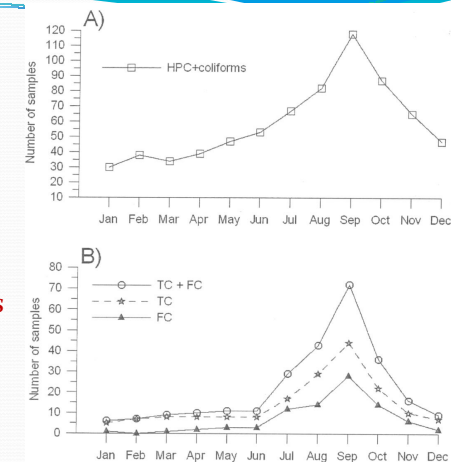 A)
120
110
100
90
80
70
60
50
40
30
20
10
Number of samples
HPC+coliforms
Jan Feb Mar Apr May Jun Jul Aug Sep Oct Nov Dec
B)
80
70
60
50
40
30
20
10
0
Number of samples
TC + FC
TC
FC
Jan Feb Mar Apr May Jun Jul Aug Sep Oct Nov Dec
s